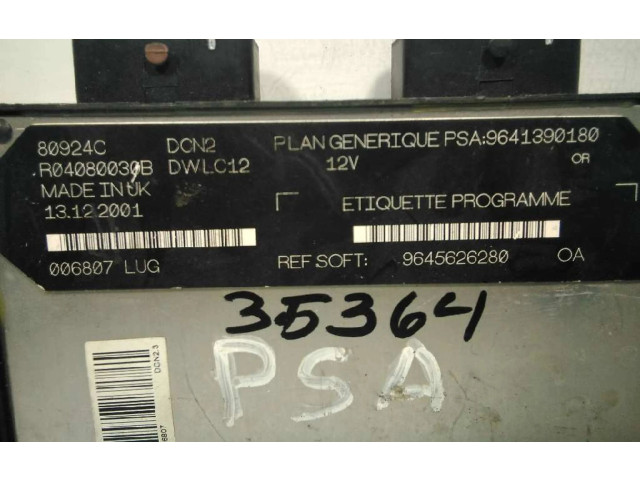 80924C DCN2 PLAN GENERIQUE PSA:9641390180
R04080030B DWLC12 12V OR
MADE IN UK
13.12.2001 ETIQUETTE PROGRAMME
006807 LUG REF SOFT: 9645626280 OA
35364
PSA
DCN2.3
6807